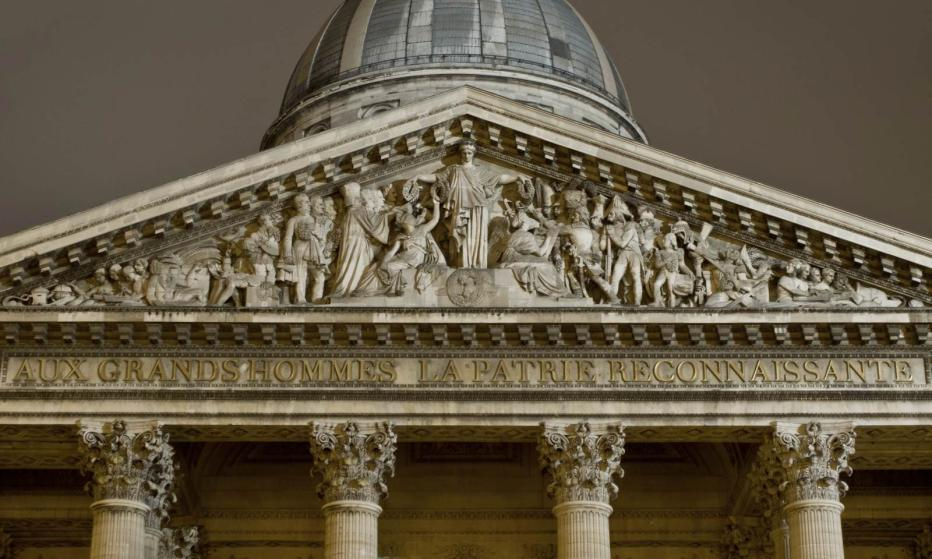 AUX GRANDS HOMMES LA PATRIE RECONNAISSANTE